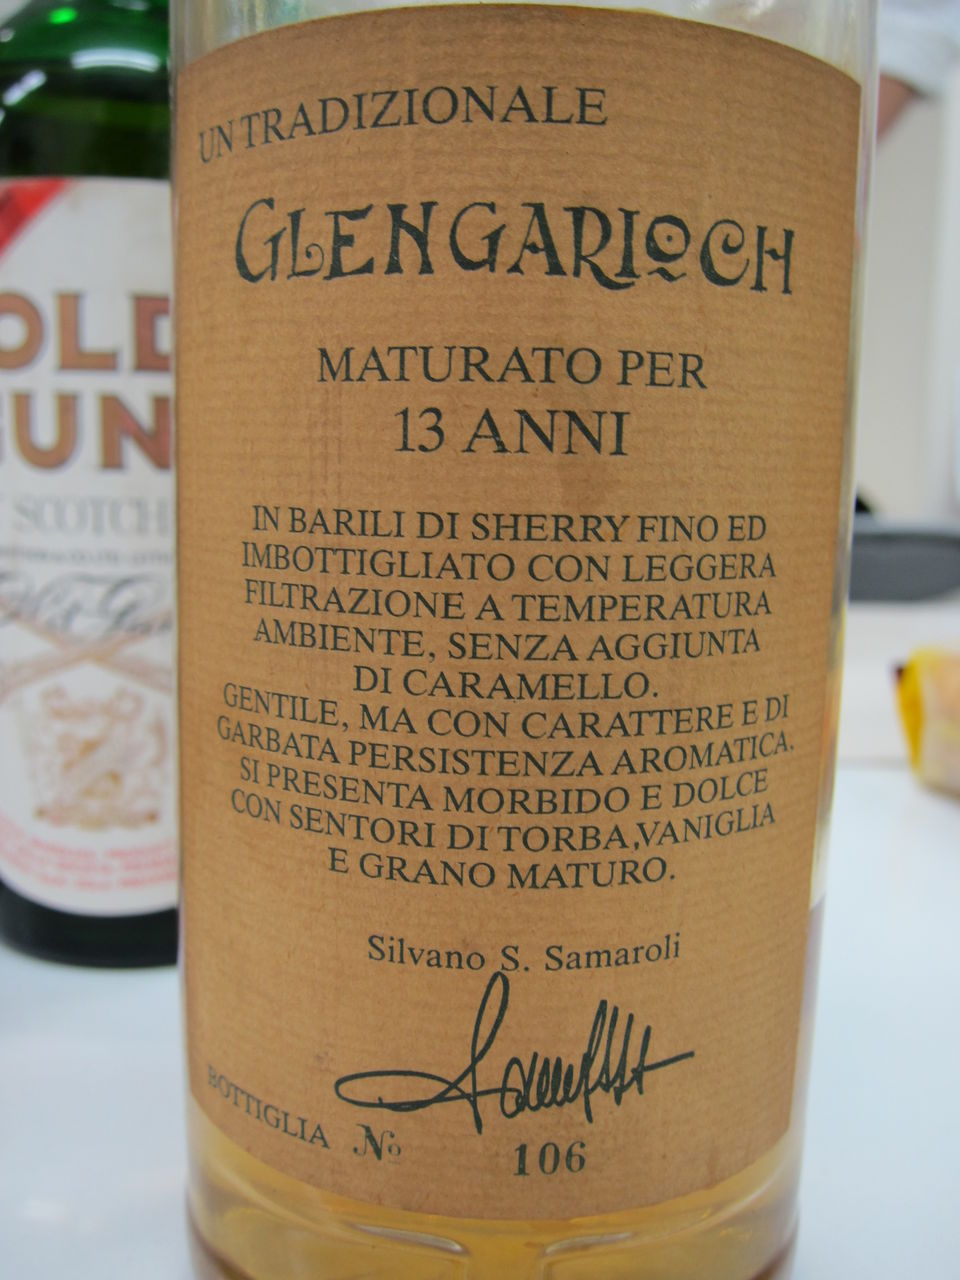 UN TRADIZIONALE
GLENGARIOCH
MATURATO PER
13 ANNI
IN BARILI DI SHERRY FINO ED
IMBOTTIGLIATO CON LEGGERA
FILTRAZIONE A TEMPERATURA
AMBIENTE, SENZA AGGIUNTA
DI CARAMELLO.
GENTILE, MA CON CARATTERE E DI
GARBATA PERSISTENZA AROMATICA,
SI PRESENTA MORBIDO E DOLCE
CON SENTORI DI TORBA,VANIGLIA
E GRANO MATURO.
Silvano S. Samaroli
BOTTIGLIA No 106
OLD
GUN
SCOTCH